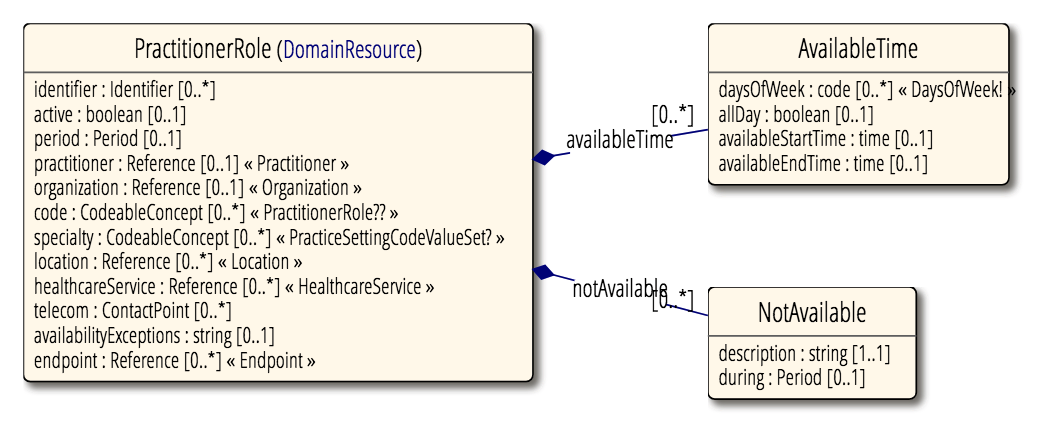 PractitionerRole (DomainResource)
identifier : Identifier [0..*]
active : boolean [0..1]
period : Period [0..1]
practitioner : Reference [0..1] « Practitioner »
organization : Reference [0..1] « Organization »
code : CodeableConcept [0..*] « PractitionerRole?? »
specialty : CodeableConcept [0..*] « PracticeSettingCodeValueSet? »
location : Reference [0..*] « Location »
healthcareService : Reference [0..*] « HealthcareService »
telecom : ContactPoint [0..*]
availabilityExceptions : string [0..1]
endpoint : Reference [0..*] « Endpoint »
[0..*]
availableTime
notAvailable
[0..*]
AvailableTime
daysOfWeek : code [0..*] « DaysOfWeek! »
allDay : boolean [0..1]
availableStartTime : time [0..1]
availableEndTime : time [0..1]
NotAvailable
description : string [1..1]
during : Period [0..1]